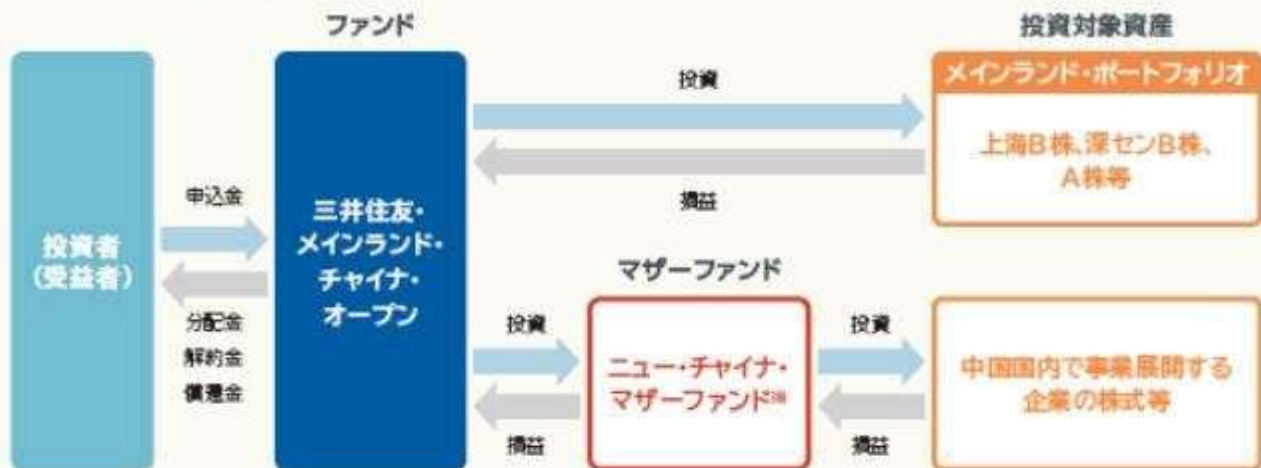 ファンド
投資対象資産
投資者
(受益者)
申込金
分配金
解約金
償還金
三井住友・
メインランド・
チャイナ・
オープン
投資
損益
メインランド・ポートフォリオ
上海B株、深センB株、
A株等
マザーファンド
投資
損益
ニュー・チャイナ・
マザーファンド
投資
損益
中国国内で事業展開する
企業の株式等